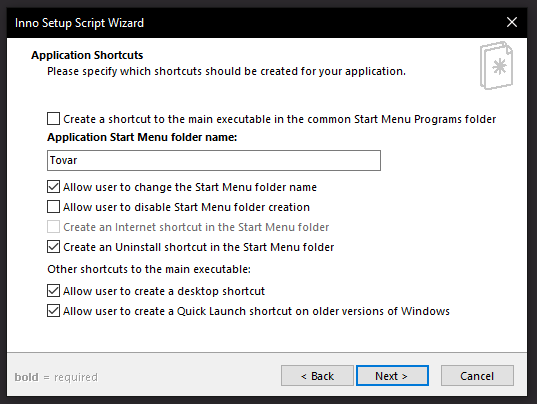 Inno Setup Script Wizard
Application Shortcuts
Please specify which shortcuts should be created for your application.
Create a shortcut to the main executable in the common Start Menu Programs folder
Application Start Menu folder name:
Tovar
Allow user to change the Start Menu folder name
Allow user to disable Start Menu folder creation
Create an Internet shortcut in the Start Menu folder
Create an Uninstall shortcut in the Start Menu folder
Other shortcuts to the main executable:
Allow user to create a desktop shortcut
Allow user to create a Quick Launch shortcut on older versions of Windows
bold = required
< Back Next > Cancel